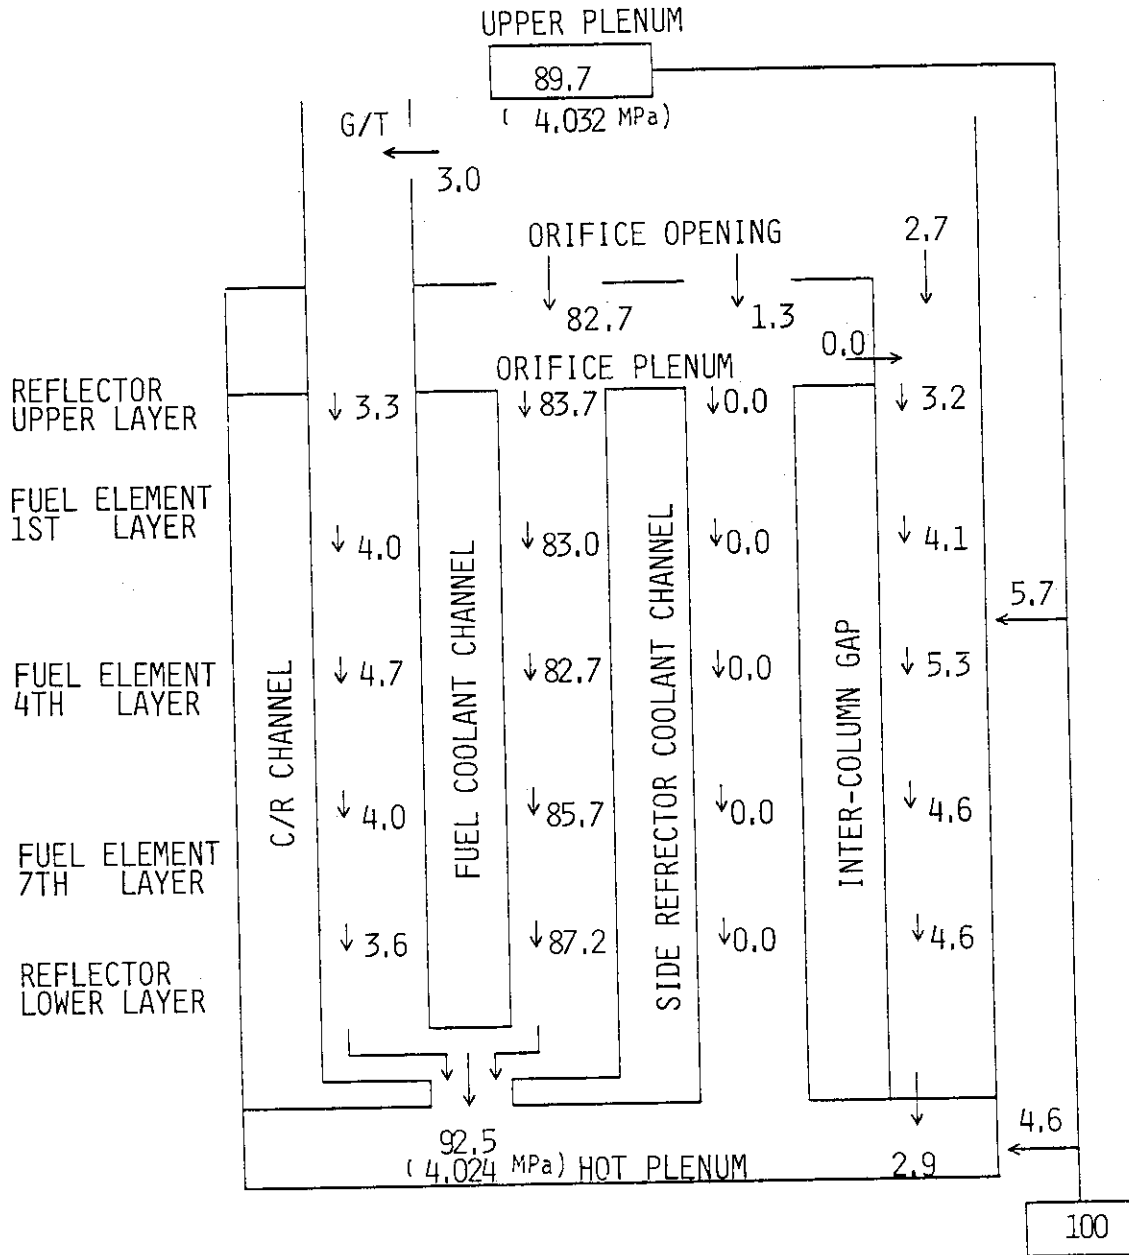 UPPER PLENUM
89.7
( 4.032 MPa)
G/T
3.0
ORIFICE OPENING
2.7
82.7
1.3
0.0
ORIFICE PLENUM
REFLECTOR
UPPER LAYER
3.3
83.7
0.0
3.2
FUEL ELEMENT
1ST LAYER
4.0
83.0
0.0
4.1
5.7
FUEL ELEMENT
4TH LAYER
4.7
82.7
0.0
5.3
C/R CHANNEL
FUEL COOLANT CHANNEL
SIDE REFRECTOR COOLANT CHANNEL
INTER-COLUMN GAP
4.0
85.7
0.0
4.6
FUEL ELEMENT
7TH LAYER
3.6
87.2
0.0
4.6
REFLECTOR
LOWER LAYER
92.5
( 4.024 MPa) HOT PLENUM
2.9
4.6
100